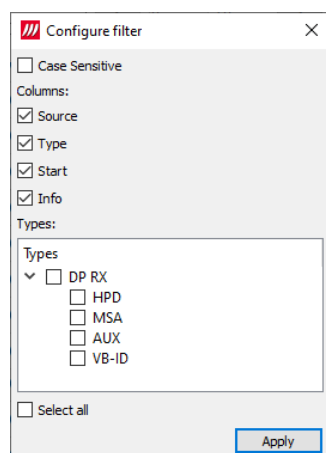 Configure filter
Case Sensitive
Columns:
Source
Type
Start
Info
Types:
Types
DP RX
HPD
MSA
AUX
VB-ID
Select all
Apply